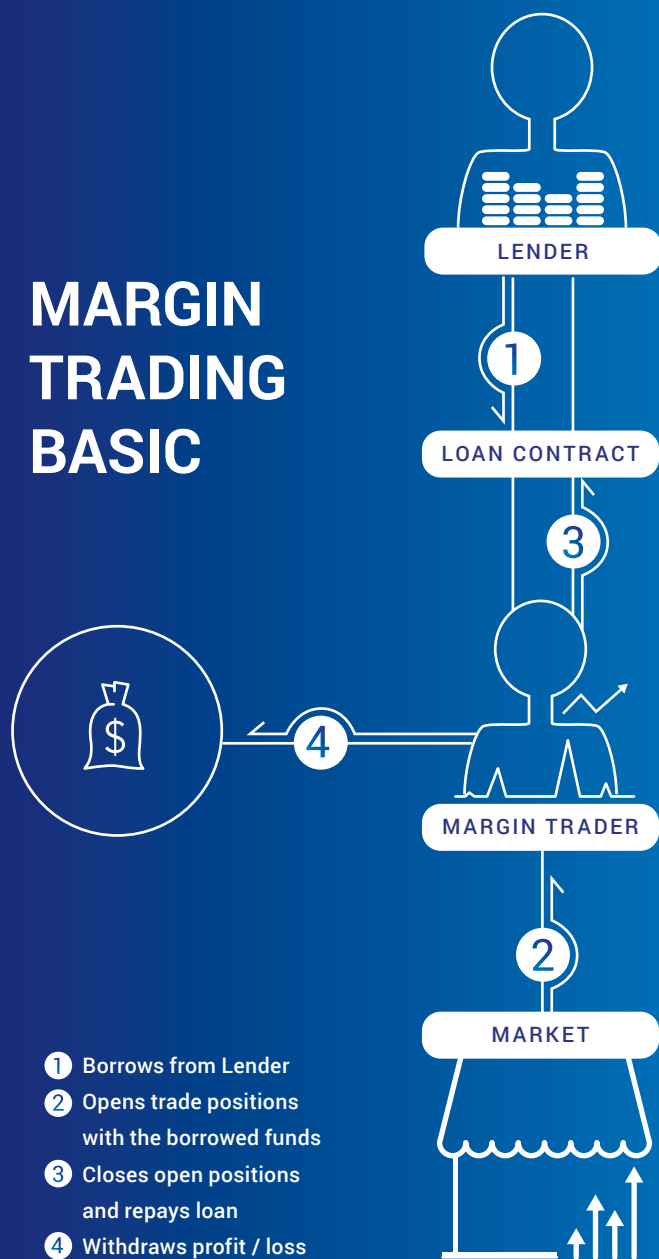 MARGIN
TRADING
BASIC
LENDER
1
LOAN CONTRACT
3
$
4
MARGIN TRADER
2
MARKET
1 Borrows from Lender
2 Opens trade positions
with the borrowed funds
3 Closes open positions
and repays loan
4 Withdraws profit / loss